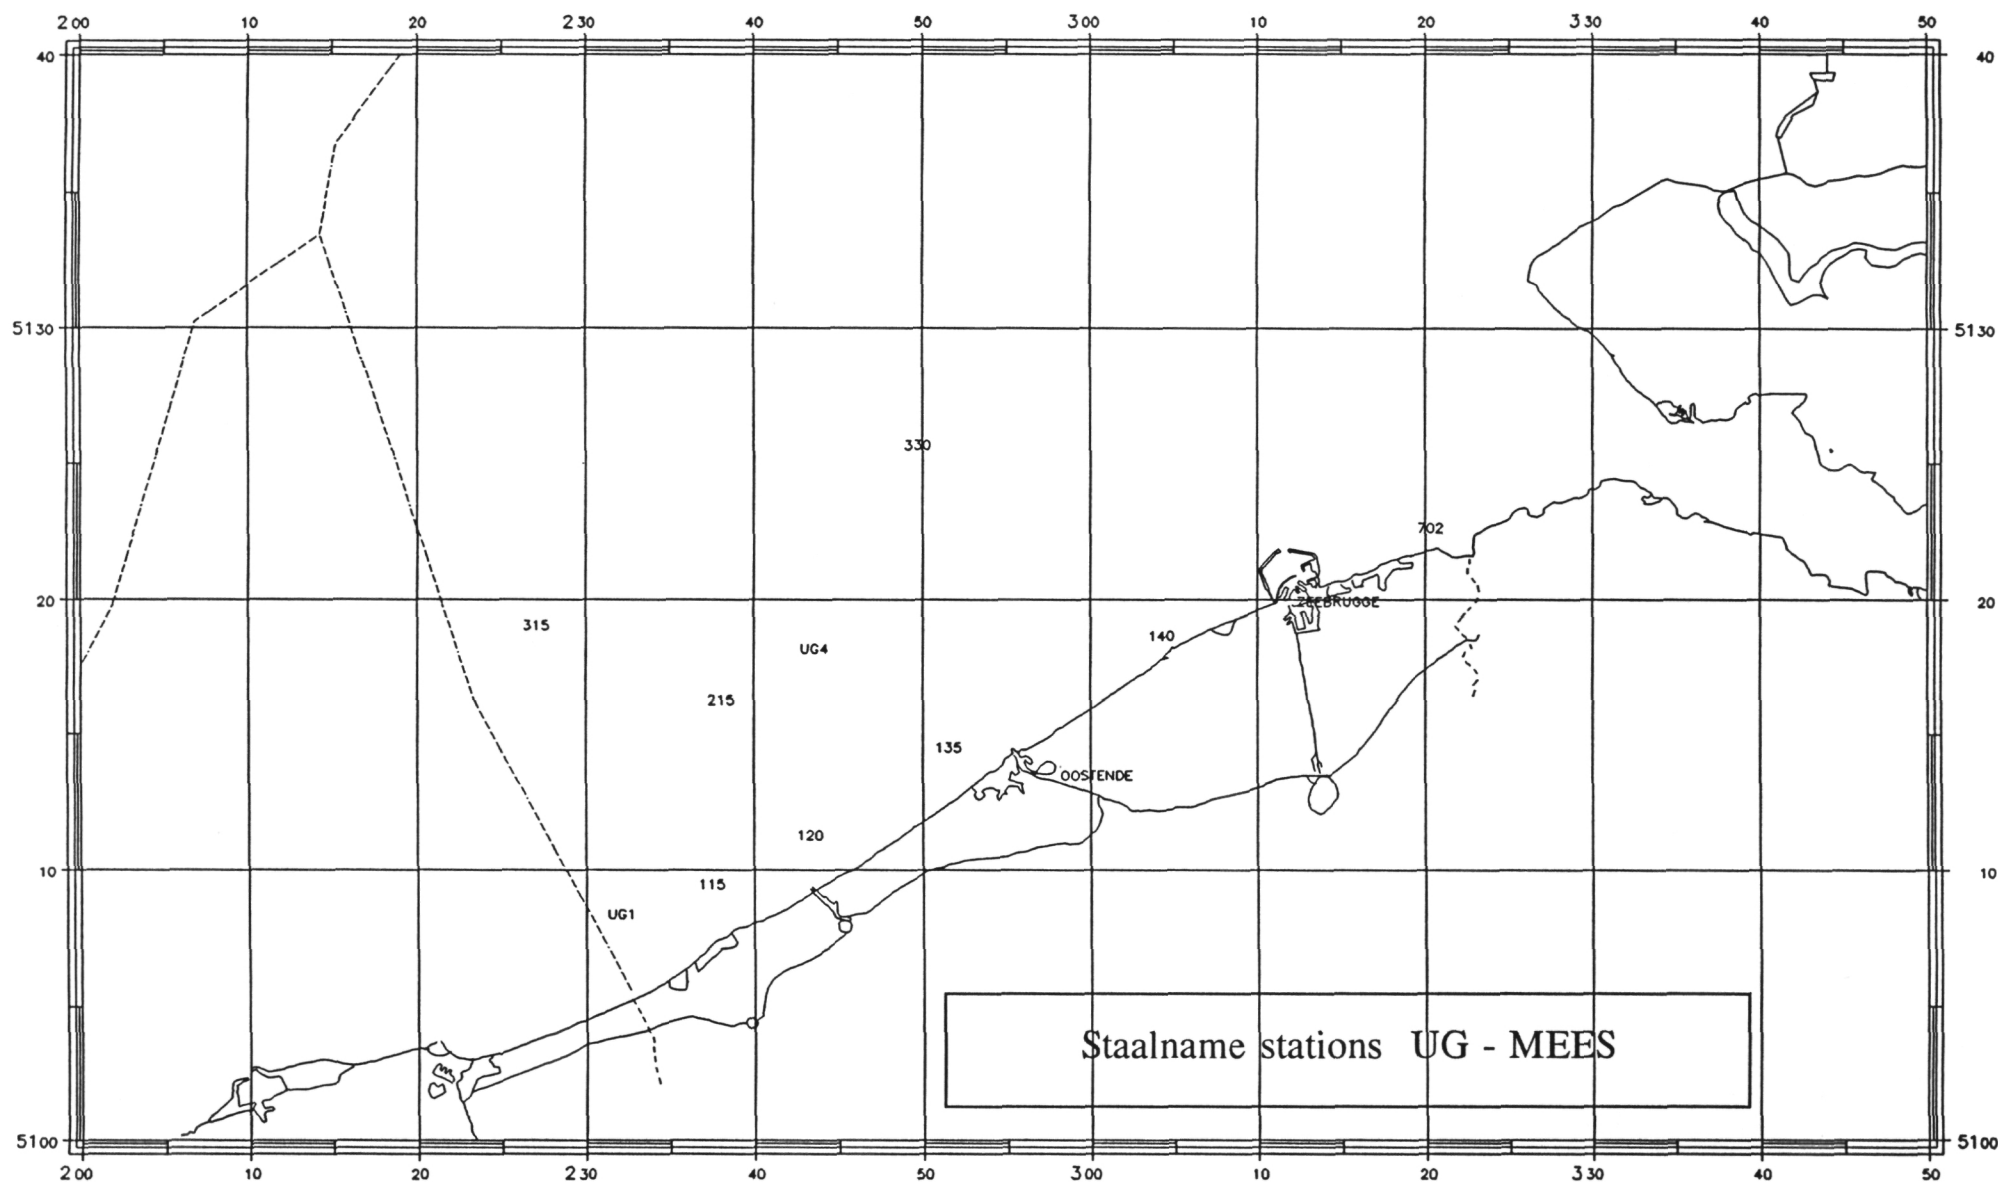 2 00 10 20 2 30 40 50 3 00 10 20 3 30 40 50
40 40
51 30 51 30
330
702
20 ZEEBRUGGE 20
315
140
UG4
215
135
OOSTENDE
120
10 10
115
UG1
Staalname stations UG - MEES
51 00 51 00
2 00 10 20 2 30 40 50 3 00 10 20 3 30 40 50